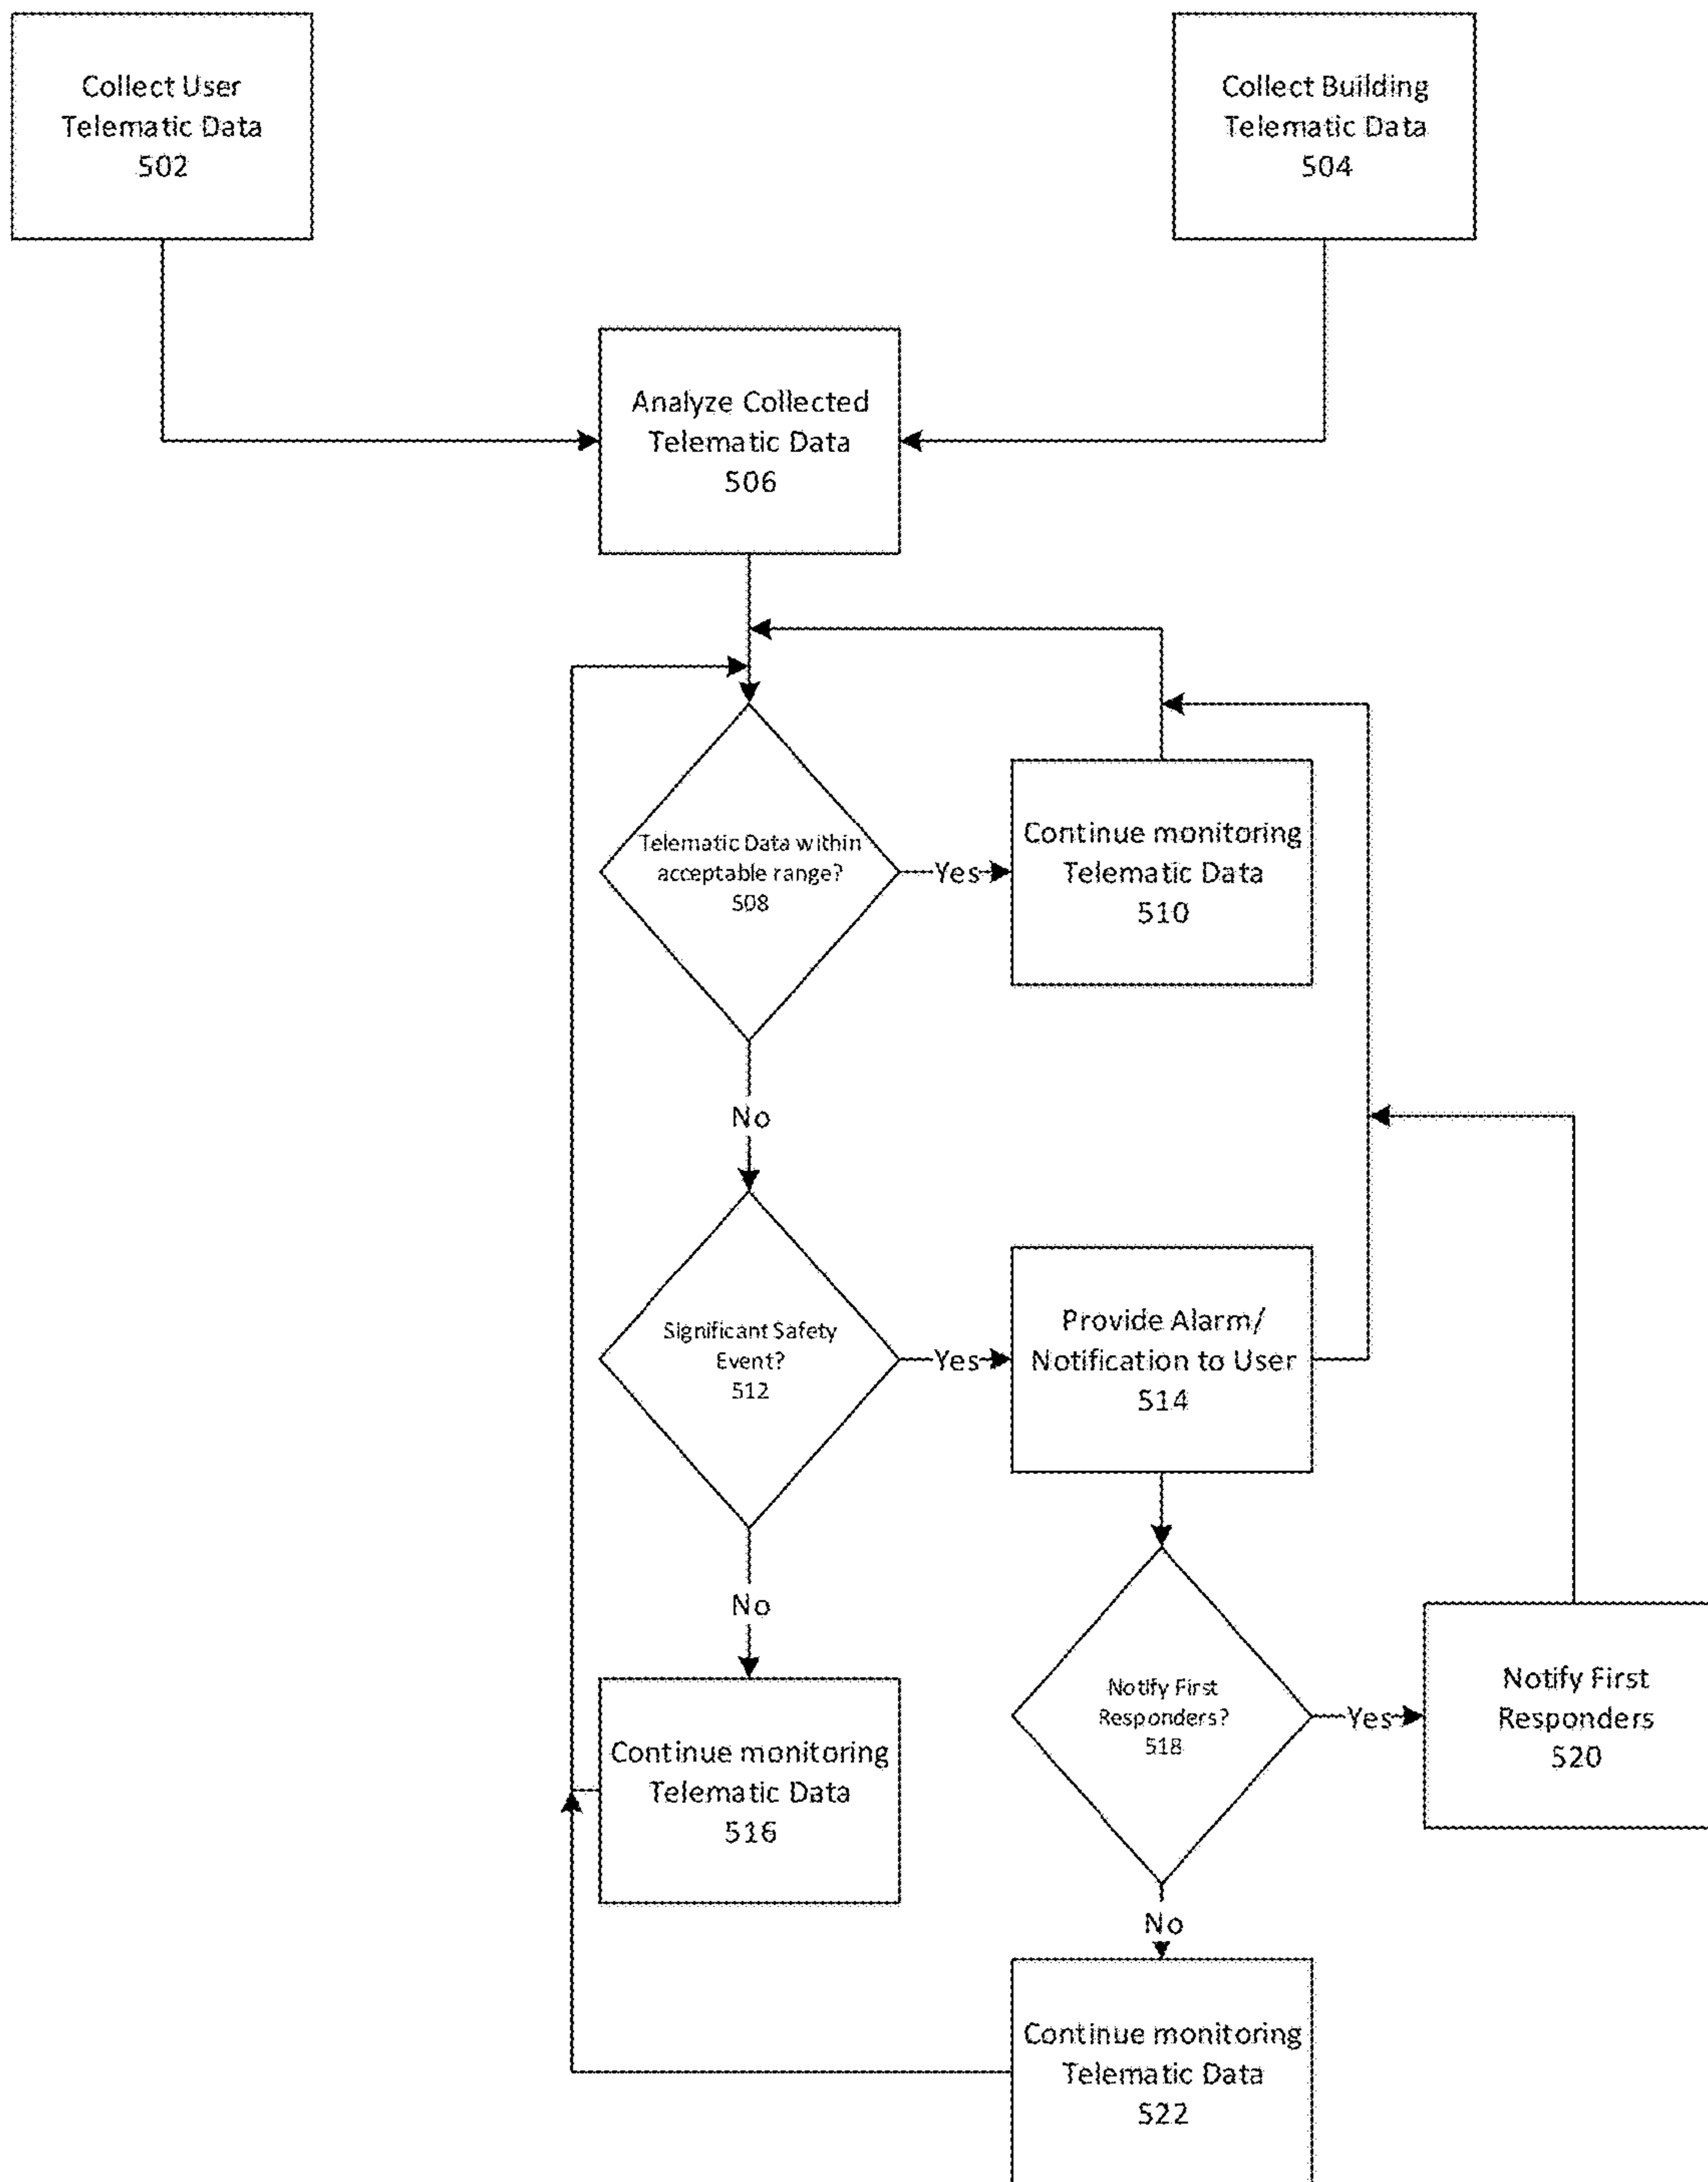 Collect User
Telematic Data
502
Collect Building
Telematic Data
504
Analyze Collected
Telematic Data
506
Telematic Data within
acceptable range?
508
Yes
Continue monitoring
Telematic Data
510
No
Significant Safety
Event?
512
Yes
Provide Alarm/
Notification to User
514
No
Continue monitoring
Telematic Data
516
Notify First
Responders?
518
Yes
Notify First
Responders
520
No
Continue monitoring
Telematic Data
522